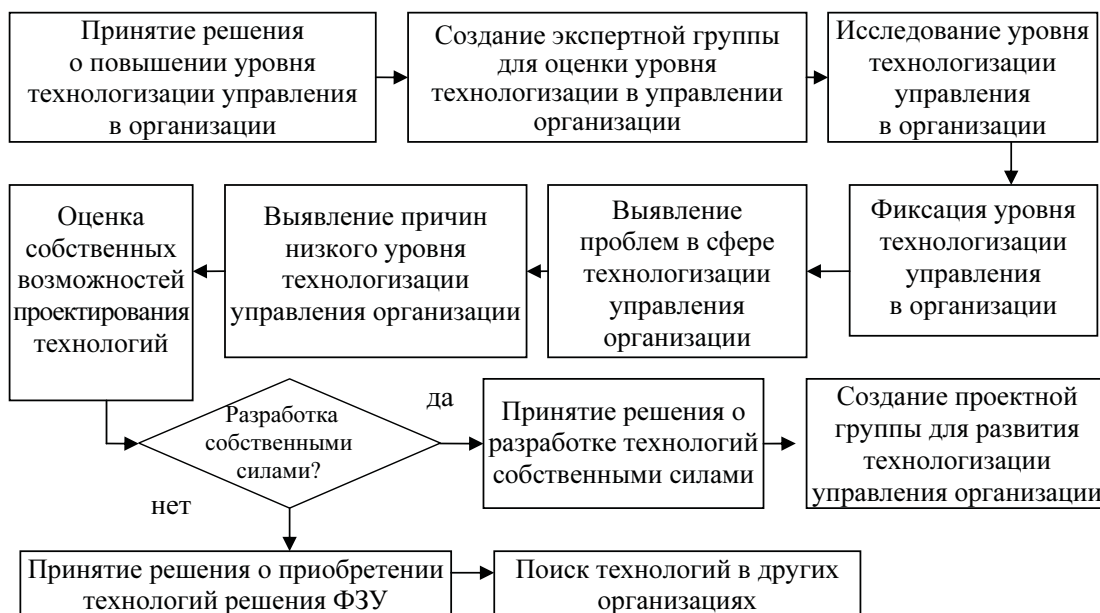 Принятие решения
о повышении уровня
технологизации управления
в организации
Создание экспертной группы
для оценки уровня
технологизации в управлении
организации
Исследование уровня
технологизации
управления
в организации
Фиксация уровня
технологизации
управления
в организации
Выявление
проблем в сфере
технологизации
управления
организации
Выявление причин
низкого уровня
технологизации
управления организации
Оценка
собственных
возможностей
проектирования
технологий
Разработка
собственными
силами?
да
Принятие решения о
разработке технологий
собственными силами
Создание проектной
группы для развития
технологизации
управления организации
нет
Принятие решения о приобретении
технологий решения ФЗУ
Поиск технологий в других
организациях